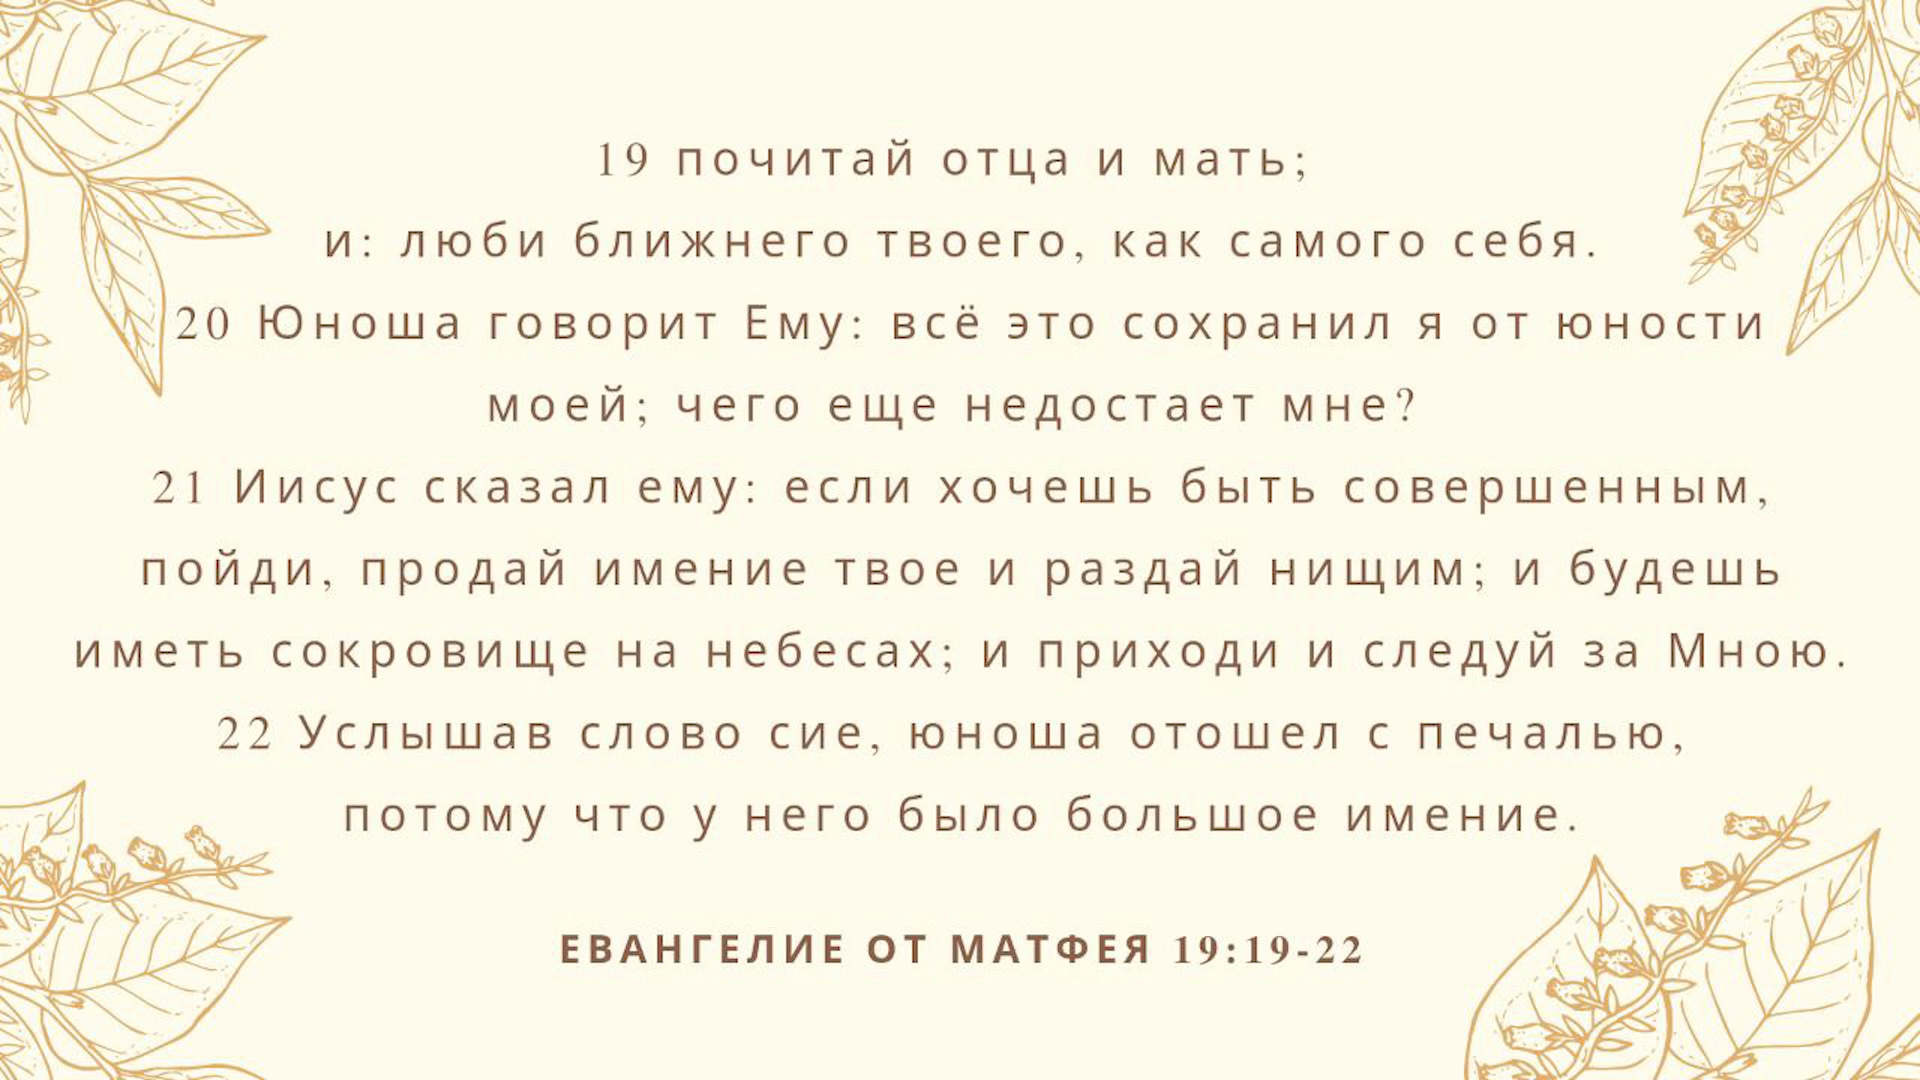 19 почитай отца и мать;
и: люби ближнего твоего, как самого себя.
20 Юноша говорит Ему: всё это сохранил я от юности
моей; чего еще недостает мне?
21 Иисус сказал ему: если хочешь быть совершенным,
пойди, продай имение твое и раздай нищим; и будешь
иметь сокровище на небесах; и приходи и следуй за Мною.
22 Услышав слово сие, юноша отошел с печалью,
потому что у него было большое имение.
ЕВАНГЕЛИЕ ОТ МАТФЕЯ 19:19-22